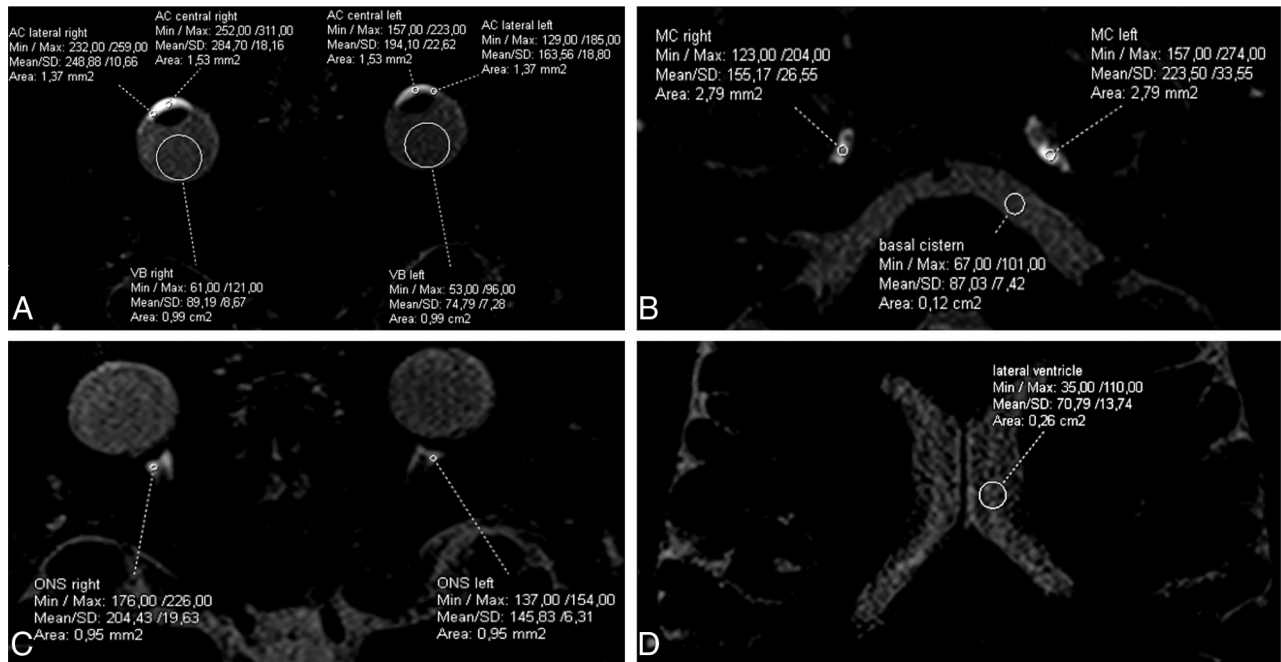 AC lateral right
Min / Max: 232,00 /259,00
Mean/SD: 248,88 /10,66
Area: 1,37 mm2
AC central right
Min / Max: 252,00 /311,00
Mean/SD: 284,70 /18,16
Area: 1,53 mm2
AC central left
Min / Max: 157,00 /223,00
Mean/SD: 194,10 /22,62
Area: 1,53 mm2
AC lateral left
Min / Max: 129,00 /185,00
Mean/SD: 163,56 /18,80
Area: 1,37 mm2
VB right
Min / Max: 61,00 /121,00
Mean/SD: 89,19 /8,67
Area: 0,99 cm2
VB left
Min / Max: 53,00 /96,00
Mean/SD: 74,79 /7,28
Area: 0,99 cm2
A
MC right
Min / Max: 123,00 /204,00
Mean/SD: 155,17 /26,55
Area: 2,79 mm2
MC left
Min / Max: 157,00 /274,00
Mean/SD: 223,50 /33,55
Area: 2,79 mm2
basal cistern
Min / Max: 67,00 /101,00
Mean/SD: 87,03 /7,42
Area: 0,12 cm2
B
ONS right
Min / Max: 176,00 /226,00
Mean/SD: 204,43 /19,63
Area: 0,95 mm2
ONS left
Min / Max: 137,00 /154,00
Mean/SD: 145,83 /6,31
Area: 0,95 mm2
C
lateral ventricle
Min / Max: 35,00 /110,00
Mean/SD: 70,79 /13,74
Area: 0,26 cm2
D